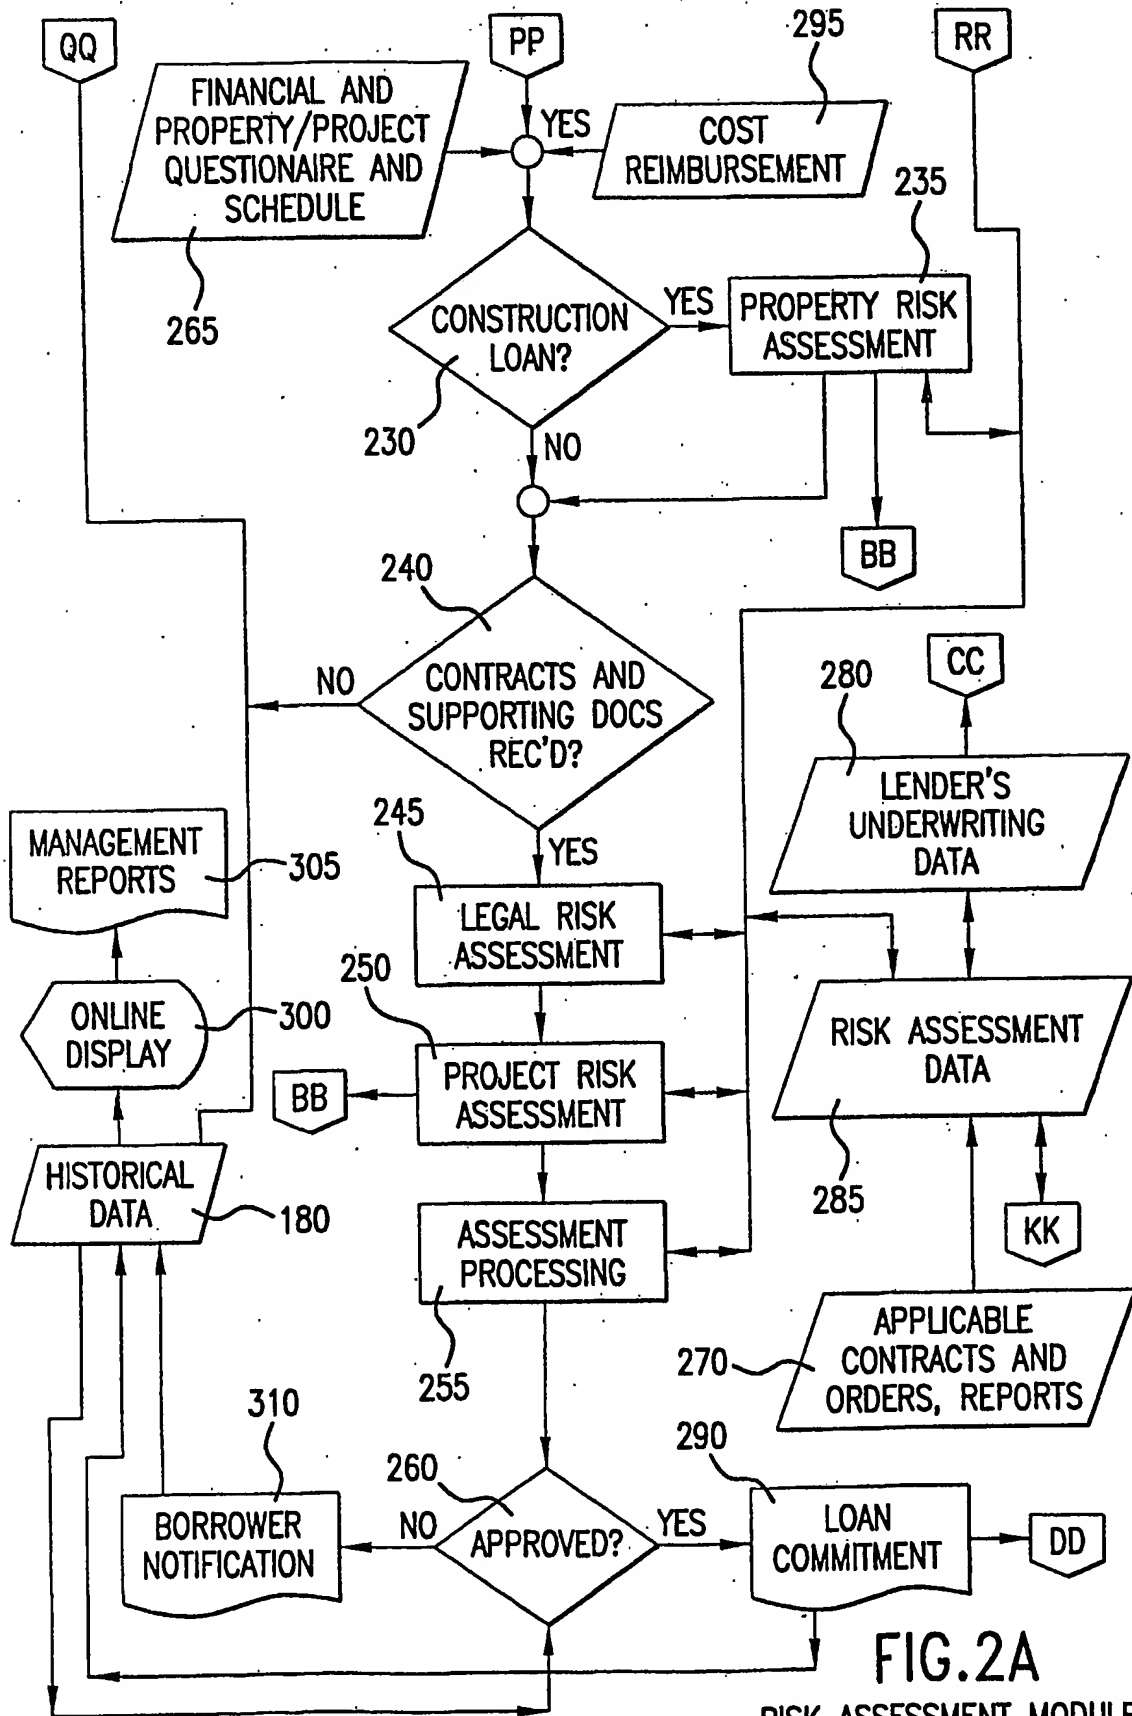 QQ
PP
RR
295
FINANCIAL AND
PROPERTY/PROJECT
QUESTIONAIRE AND
SCHEDULE
YES
COST
REIMBURSEMENT
235
265
CONSTRUCTION
LOAN?
YES
PROPERTY RISK
ASSESSMENT
230
NO
BB
240
CONTRACTS AND
SUPPORTING DOCS
REC'D?
NO
CC
280
LENDER'S
UNDERWRITING
DATA
YES
245
MANAGEMENT
REPORTS
305
LEGAL RISK
ASSESSMENT
250
ONLINE
DISPLAY
300
RISK ASSESSMENT
DATA
BB
PROJECT RISK
ASSESSMENT
285
HISTORICAL
DATA
180
KK
ASSESSMENT
PROCESSING
255
APPLICABLE
CONTRACTS AND
ORDERS, REPORTS
270
310
260
290
BORROWER
NOTIFICATION
NO
APPROVED?
YES
LOAN
COMMITMENT
DD
FIG.2A
RISK ASSESSMENT MODULE